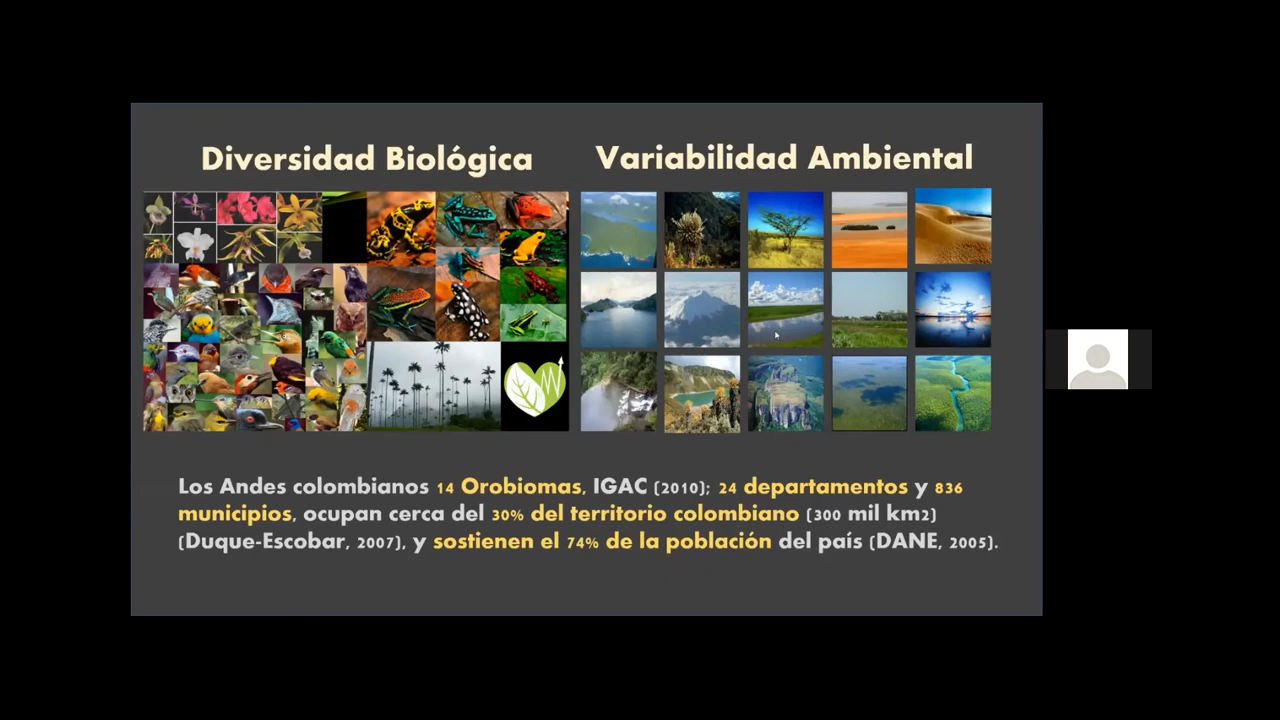 Diversidad Biológica
Variabilidad Ambiental
Los Andes colombianos 14 Orobiomas, IGAC (2010); 24 departamentos y 836
municipios, ocupan cerca del 30% del territorio colombiano (300 mil km2)
(Duque-Escobar, 2007), y sostienen el 74% de la población del país (DANE, 2005).